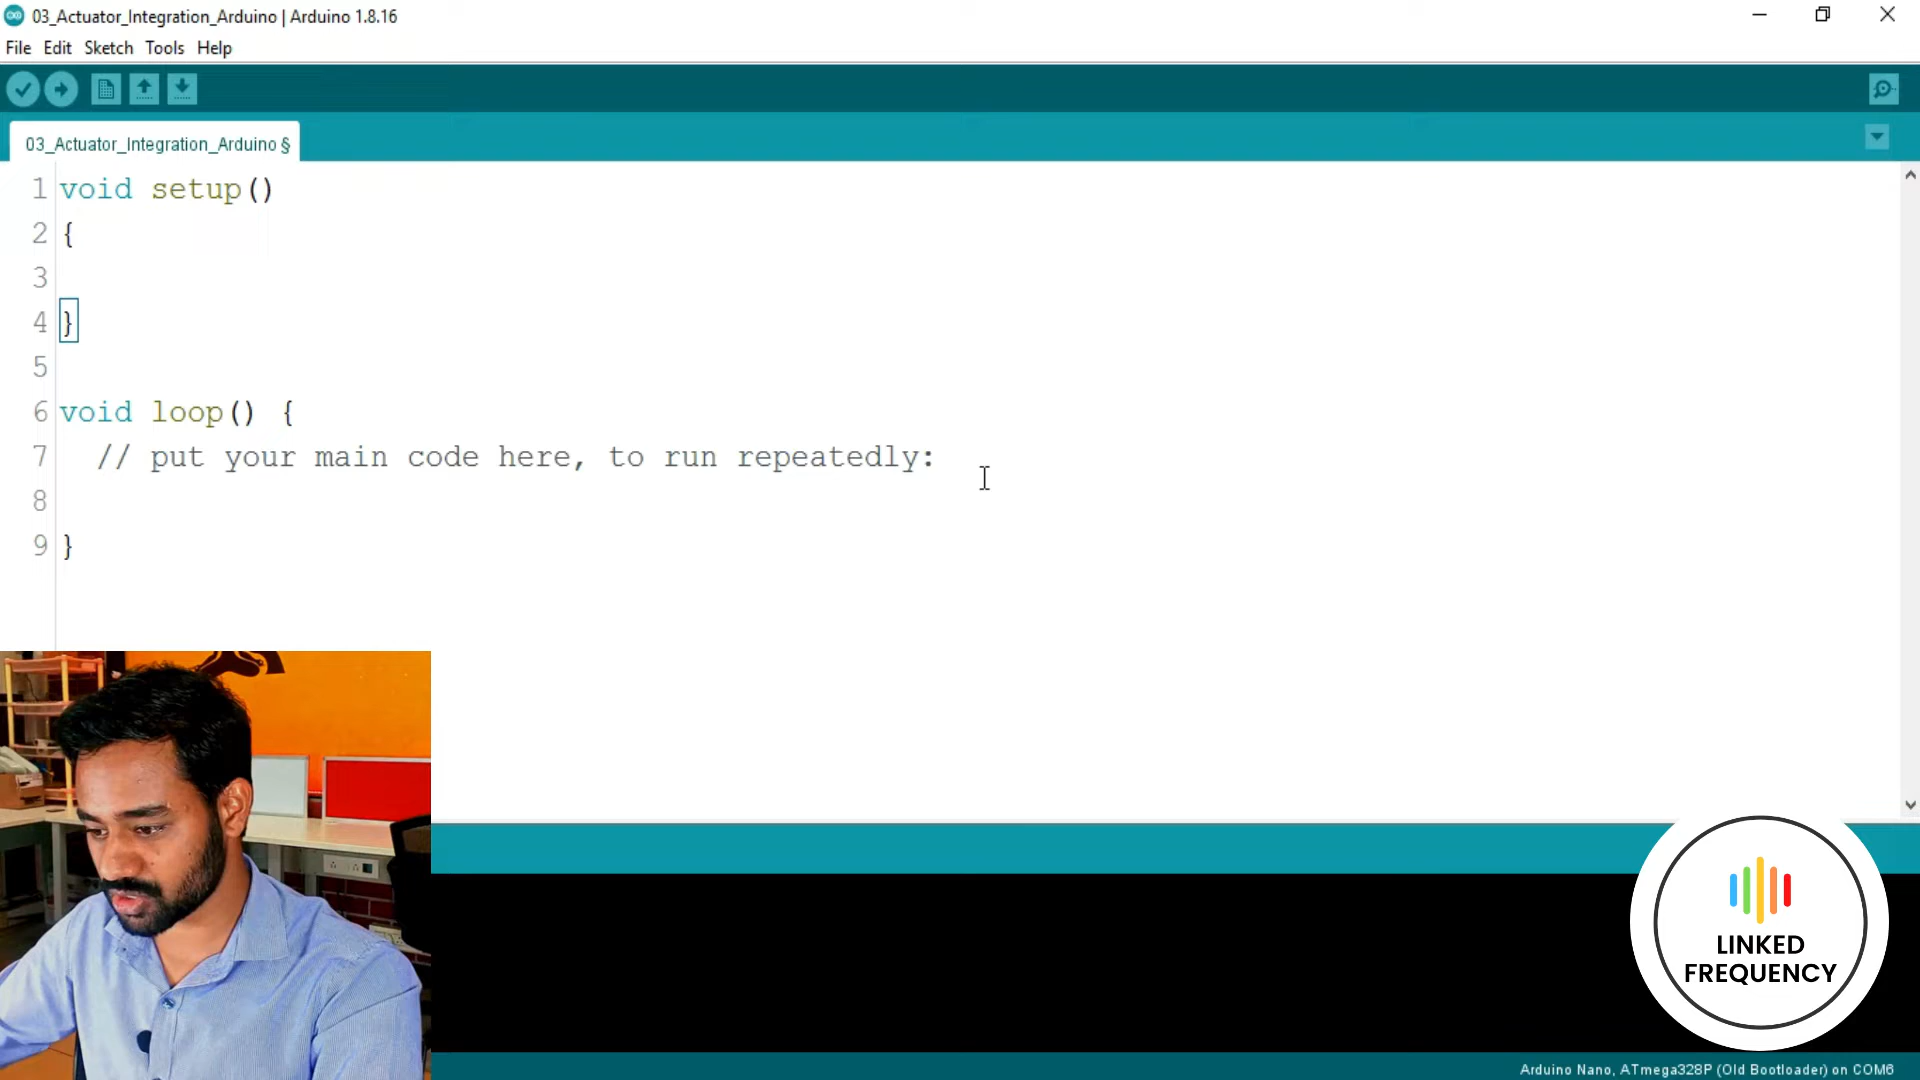 03_Actuator_Integration_Arduino | Arduino 1.8.16
File Edit Sketch Tools Help
03_Actuator_Integration_Arduino §
1 void setup()
2 {
3
4 }
5
6 void loop() {
7 // put your main code here, to run repeatedly:
8
9 }
LINKED
FREQUENCY
Arduino Nano, ATmega328P (Old Bootloader) on COM6